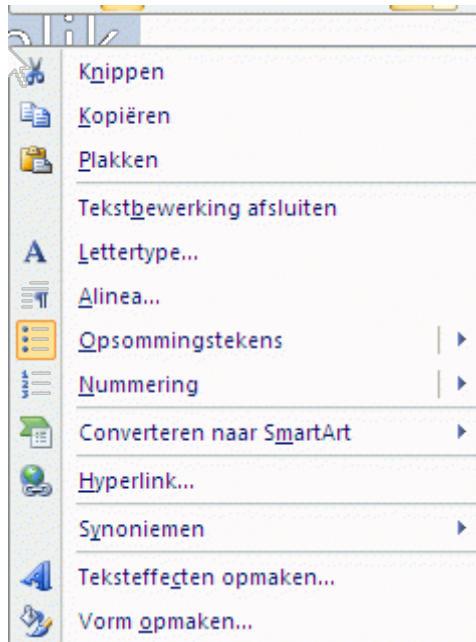 Knippen
Kopiëren
Plakken
Tekstbewerking afsluiten
Lettertype...
Alinea...
Opsommingstekens
Nummering
Converteren naar SmartArt
Hyperlink...
Synoniemen
Teksteffecten opmaken...
Vorm opmaken...